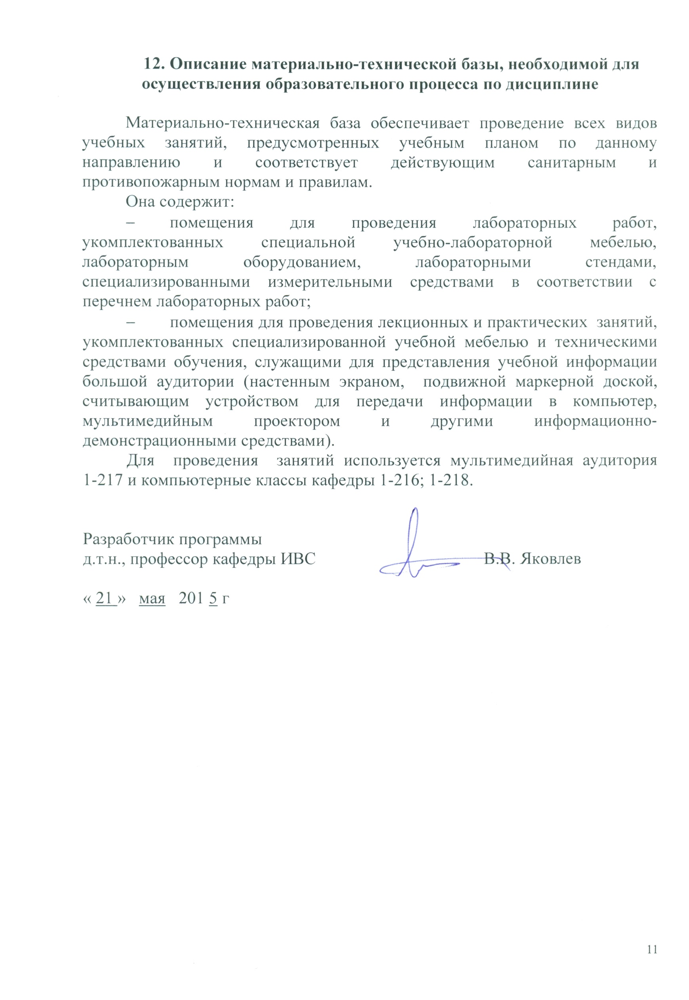 12. Описание материально-технической базы, необходимой для
осуществления образовательного процесса по дисциплине
Материально-техническая база обеспечивает проведение всех видов
учебных занятий, предусмотренных учебным планом по данному
направлению и соответствует действующим санитарным и
противопожарным нормам и правилам.
Она содержит:
– помещения для проведения лабораторных работ,
укомплектованных специальной учебно-лабораторной мебелью,
лабораторным оборудованием, лабораторными стендами,
специализированными измерительными средствами в соответствии с
перечнем лабораторных работ;
– помещения для проведения лекционных и практических занятий,
укомплектованных специализированной учебной мебелью и техническими
средствами обучения, служащими для представления учебной информации
большой аудитории (настенным экраном, подвижной маркерной доской,
считывающим устройством для передачи информации в компьютер,
мультимедийным проектором и другими информационно-
демонстрационными средствами).
Для проведения занятий используется мультимедийная аудитория
1-217 и компьютерные классы кафедры 1-216; 1-218.
Разработчик программы
д.т.н., профессор кафедры ИВС В.В. Яковлев
« 21 » мая 201 5 г
11